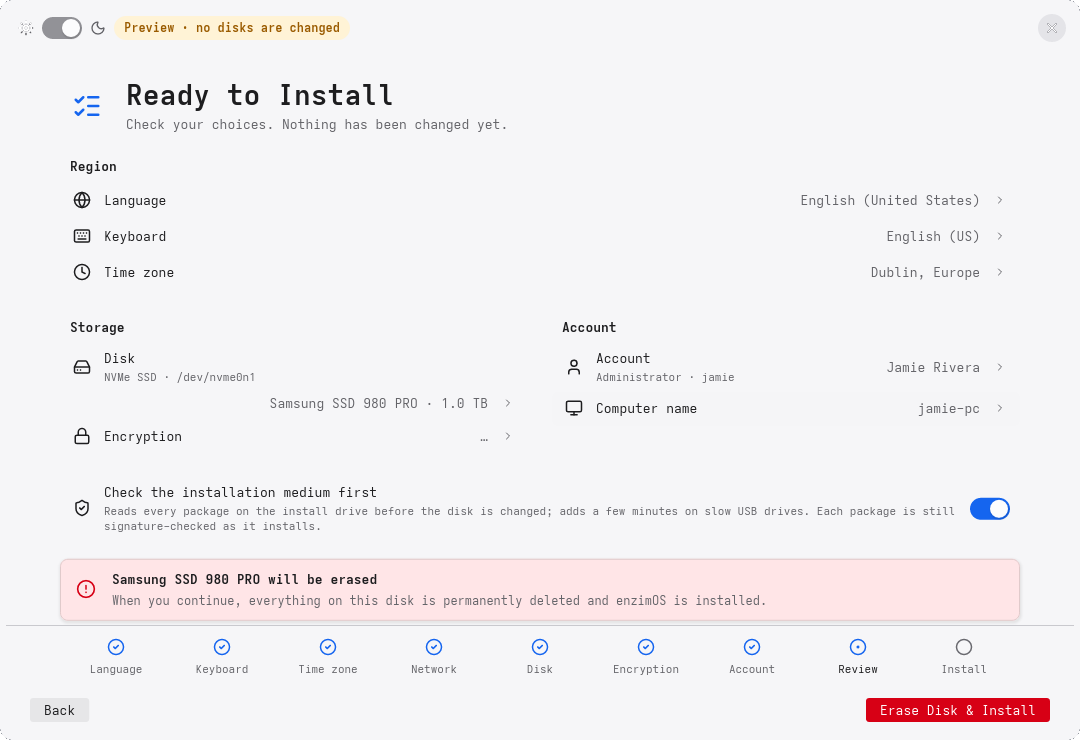 Preview · no disks are changed
Ready to Install
Check your choices. Nothing has been changed yet.
Region
Language English (United States)
Keyboard English (US)
Time zone Dublin, Europe
Storage
Disk
NVMe SSD · /dev/nvme0n1
Samsung SSD 980 PRO · 1.0 TB
Encryption …
Account
Account
Administrator · jamie
Jamie Rivera
Computer name jamie-pc
Check the installation medium first
Reads every package on the install drive before the disk is changed; adds a few minutes on slow USB drives. Each package is still
signature-checked as it installs.
Samsung SSD 980 PRO will be erased
When you continue, everything on this disk is permanently deleted and enzimOS is installed.
Language Keyboard Time zone Network Disk Encryption Account Review Install
Back Erase Disk & Install